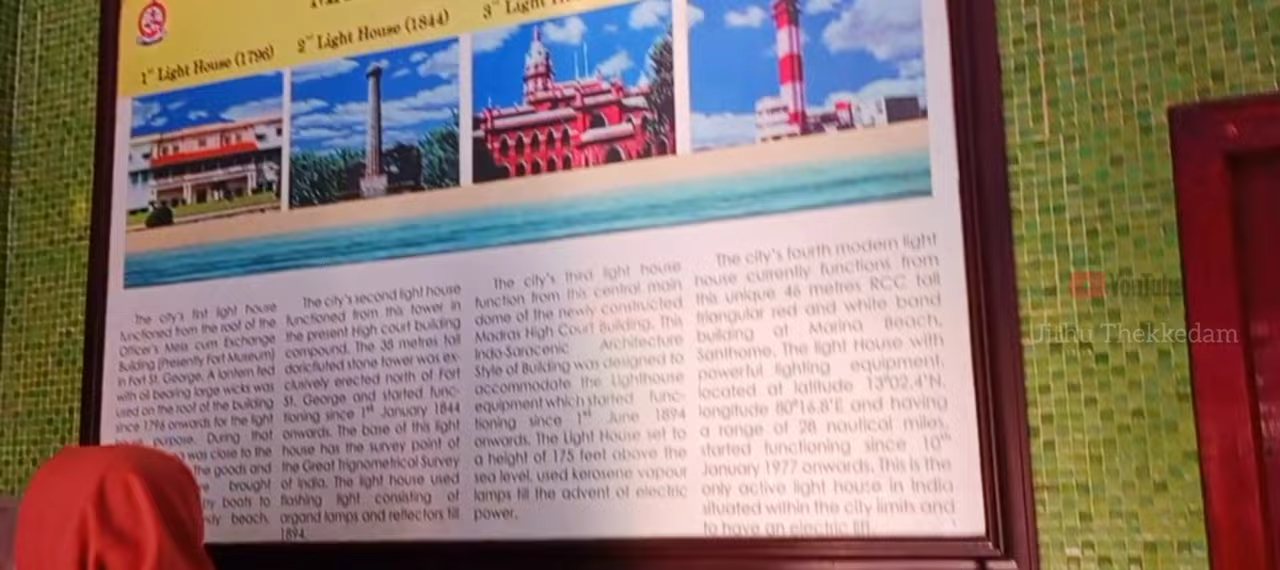 1st Light House (1796)
2nd Light House (1844)
3rd Light
The city's first light house
functioned from the roof of the
Officer's Mess cum Exchange
Building (Presently Fort Museum)
in Fort St. George. A lantern fed
with oil bearing large wicks was
used on the roof of the building
since 1796 onwards for the light
purpose. During that
was close to the
the goods and
brought
by boats to
beach.
The city's second light house
functioned from this tower in
the present High court building
compound. The 38 metres tall
doricfluted stone tower was ex-
clusively erected north of Fort
St. George and started func-
tioning since 1st January 1844
onwards. The base of this light
house has the survey point of
the Great Trignometrical Survey
of India. The light house used
flashing light consisting of
argand lamps and reflectors till
1894.
The city's third light house
function from this central main
dome of the newly constructed
Madras High Court Building. This
Indo-Saracenic Architecture
Style of Building was designed to
accommodate the Lighthouse
equipment which started func-
tioning since 1st June 1894
onwards. The Light House set to
a height of 175 feet above the
sea level, used kerosene vapour
lamps till the advent of electric
power.
The city's fourth modern light
house currently functions from
this unique 46 metres RCC tall
triangular red and white band
building at Marina Beach,
Santhome. The light House with
powerful lighting equipment,
located at latitude 13°02.4'N,
longitude 80°16.8'E and having
a range of 28 nautical miles,
started functioning since 10th
January 1977 onwards. This is the
only active light house in India
situated within the city limits and
to have an electric lift.
YouTube
Thekkedam